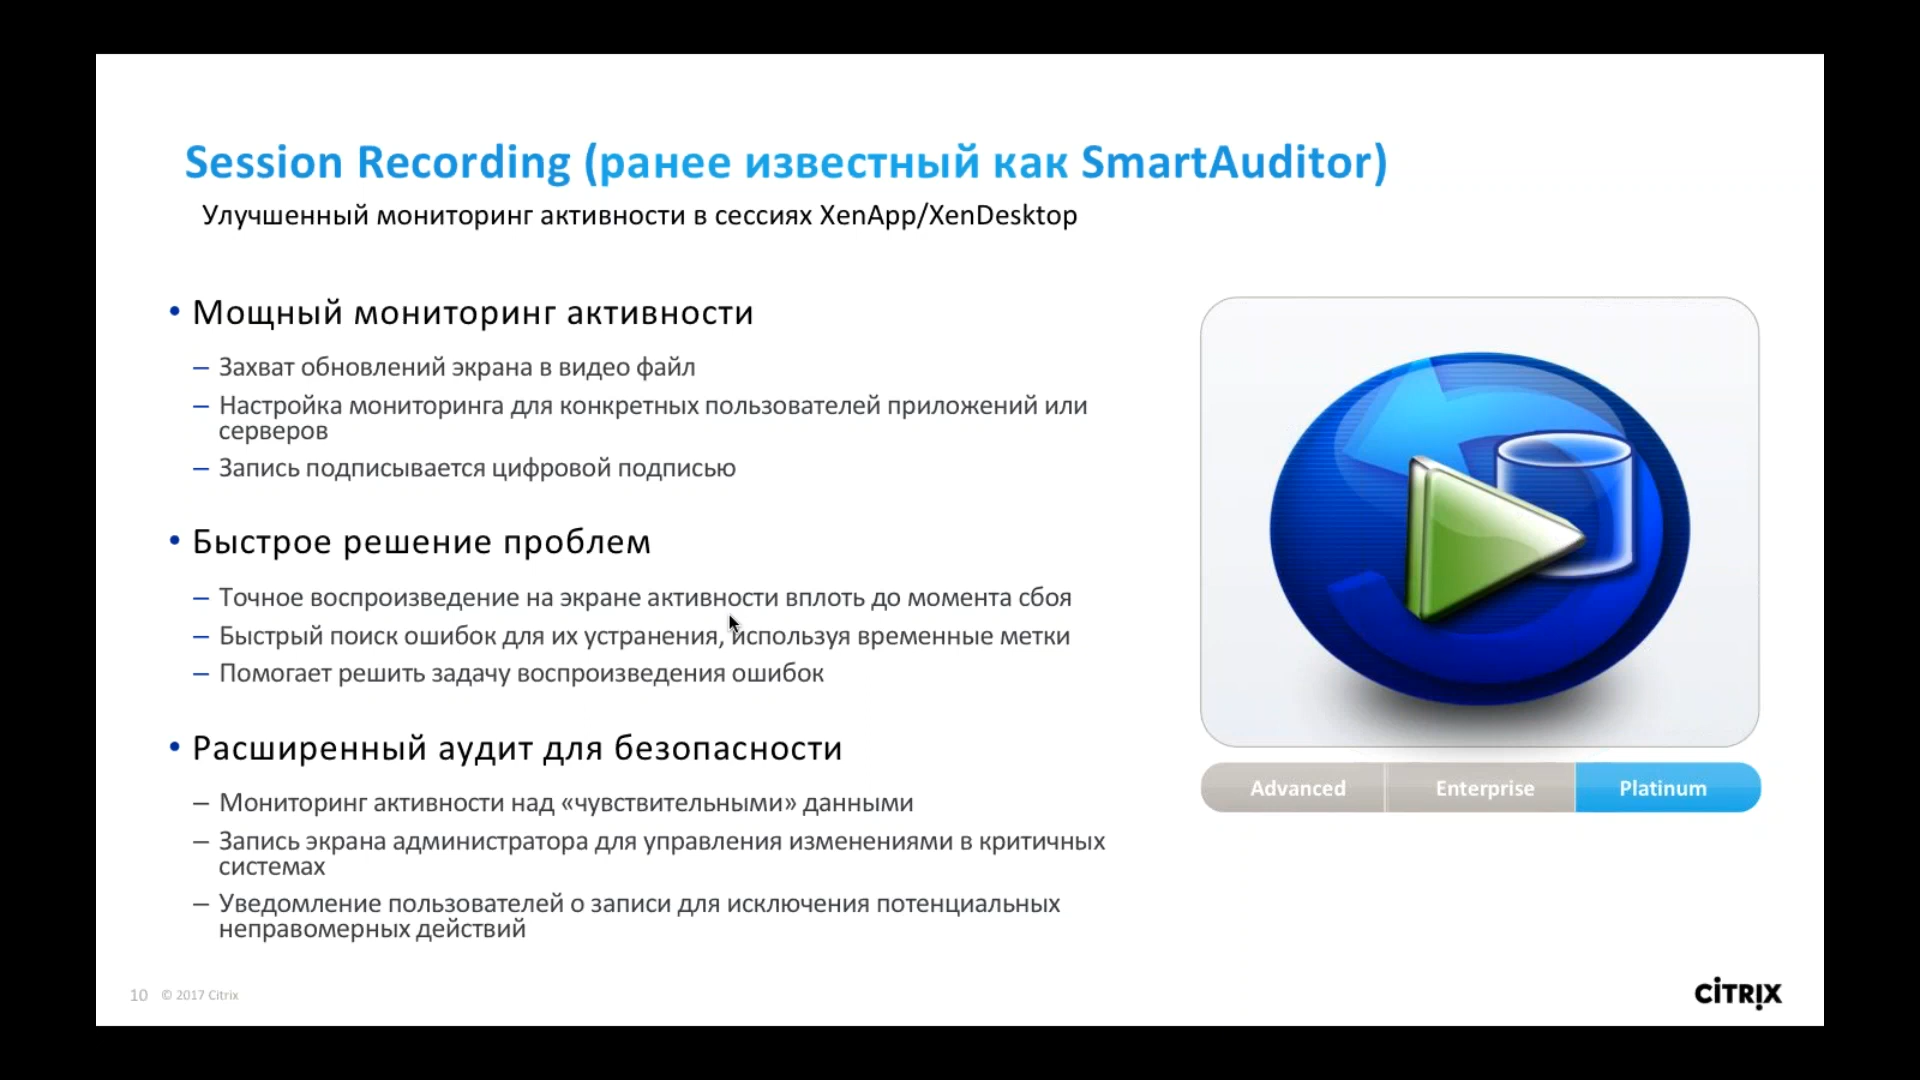 Session Recording (ранее известный как SmartAuditor)
Улучшенный мониторинг активности в сессиях XenApp/XenDesktop
• Мощный мониторинг активности
– Захват обновлений экрана в видео файл
– Настройка мониторинга для конкретных пользователей приложений или
серверов
– Запись подписывается цифровой подписью
• Быстрое решение проблем
– Точное воспроизведение на экране активности вплоть до момента сбоя
– Быстрый поиск ошибок для их устранения, используя временные метки
– Помогает решить задачу воспроизведения ошибок
• Расширенный аудит для безопасности
– Мониторинг активности над «чувствительными» данными
– Запись экрана администратора для управления изменениями в критичных
системах
– Уведомление пользователей о записи для исключения потенциальных
неправомерных действий
Advanced Enterprise Platinum
10 © 2017 Citrix
CITRIX